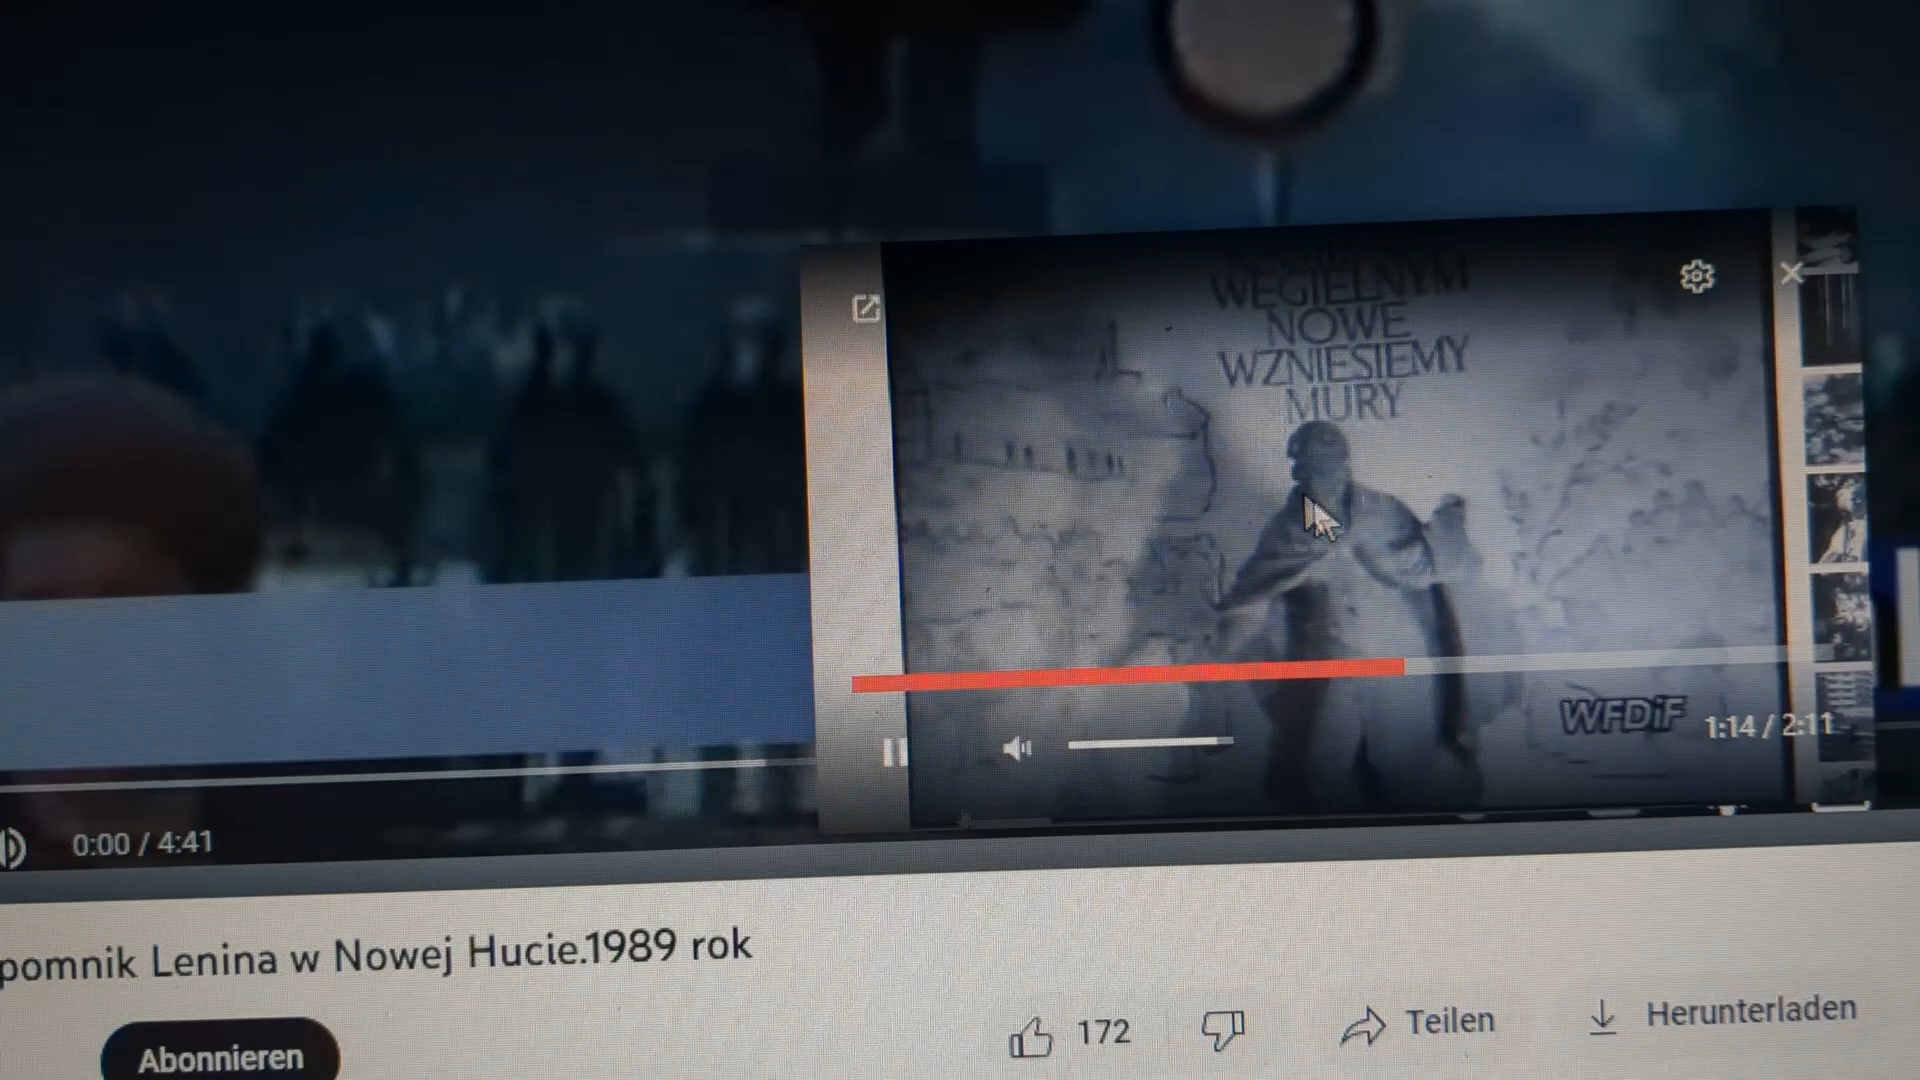 WĘGIELNYM
NOWE
WZNIESIEMY
MURY
WFDiF
1:14 / 2:11
0:00 / 4:41
pomnik Lenina w Nowej Hucie.1989 rok
Abonnieren
172
Teilen
Herunterladen